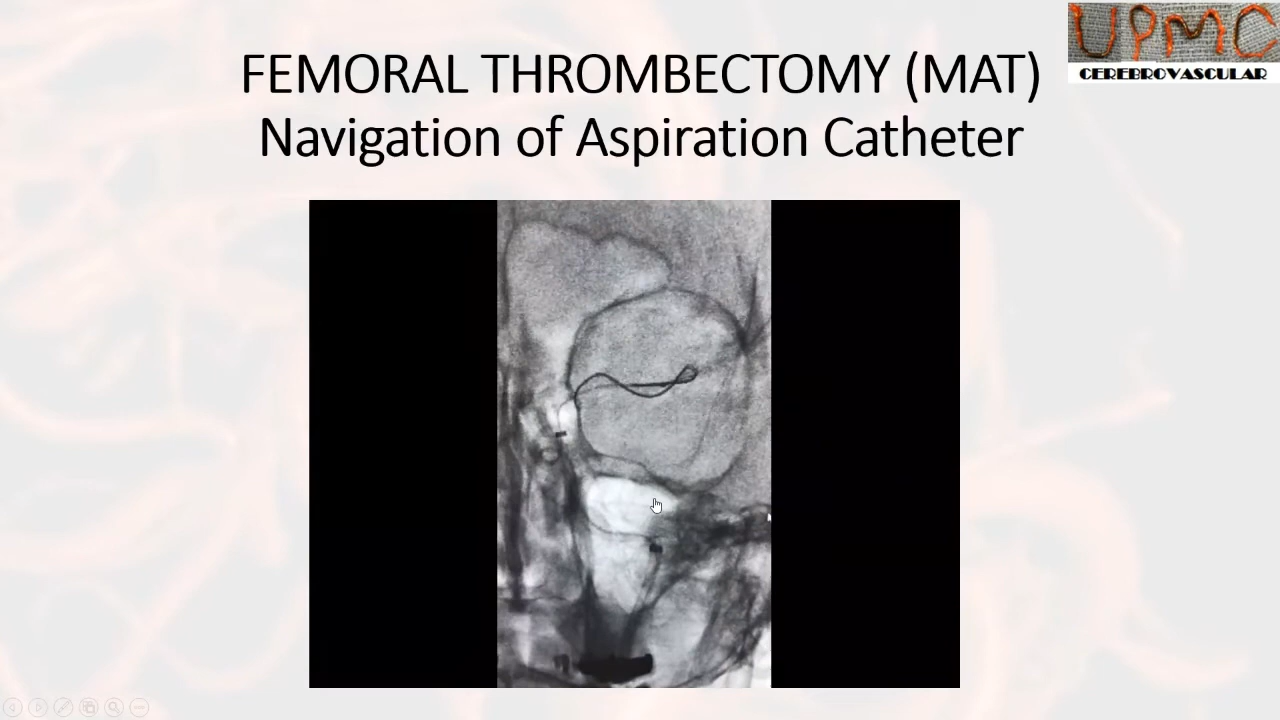 FEMORAL THROMBECTOMY (MAT)
Navigation of Aspiration Catheter
UPMC
CEREBROVASCULAR